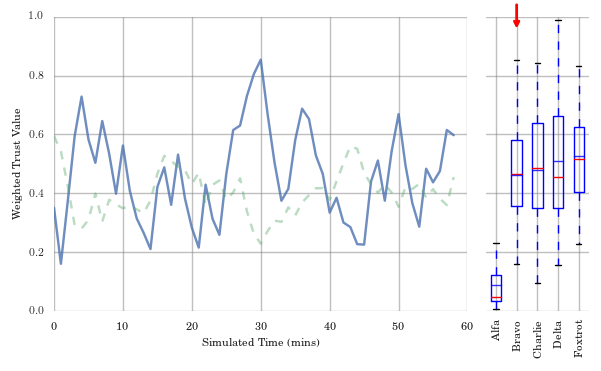 1.0
0.8
0.6
0.4
0.2
0.0
Weighted Trust Value
0 10 20 30 40 50 60
Simulated Time (mins)
Alfa
Bravo
Charlie
Delta
Foxtrot